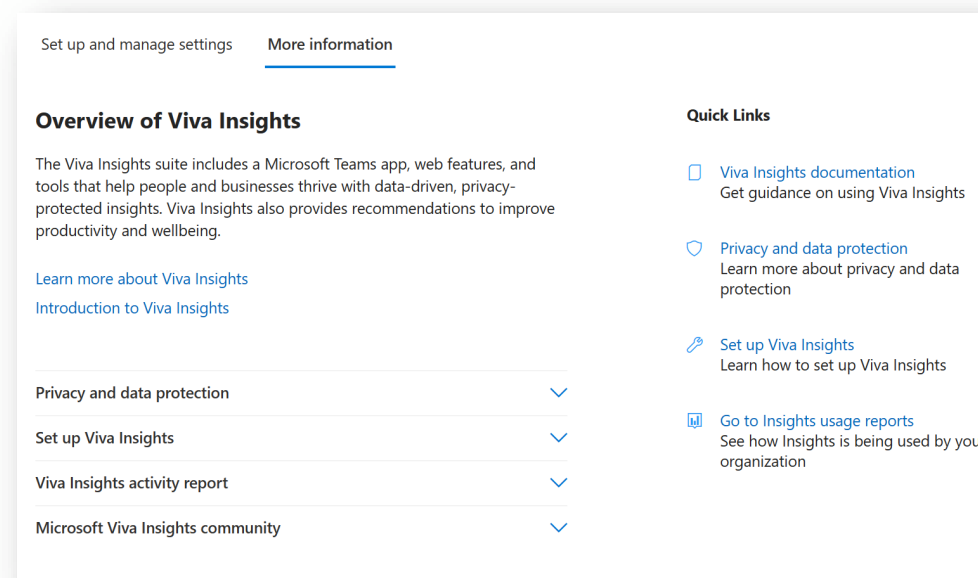 Set up and manage settings
More information
Overview of Viva Insights
The Viva Insights suite includes a Microsoft Teams app, web features, and
tools that help people and businesses thrive with data-driven, privacy-
protected insights. Viva Insights also provides recommendations to improve
productivity and wellbeing.
Learn more about Viva Insights
Introduction to Viva Insights
Privacy and data protection
Set up Viva Insights
Viva Insights activity report
Microsoft Viva Insights community
Quick Links
Viva Insights documentation
Get guidance on using Viva Insights
Privacy and data protection
Learn more about privacy and data
protection
Set up Viva Insights
Learn how to set up Viva Insights
Go to Insights usage reports
See how Insights is being used by you
organization